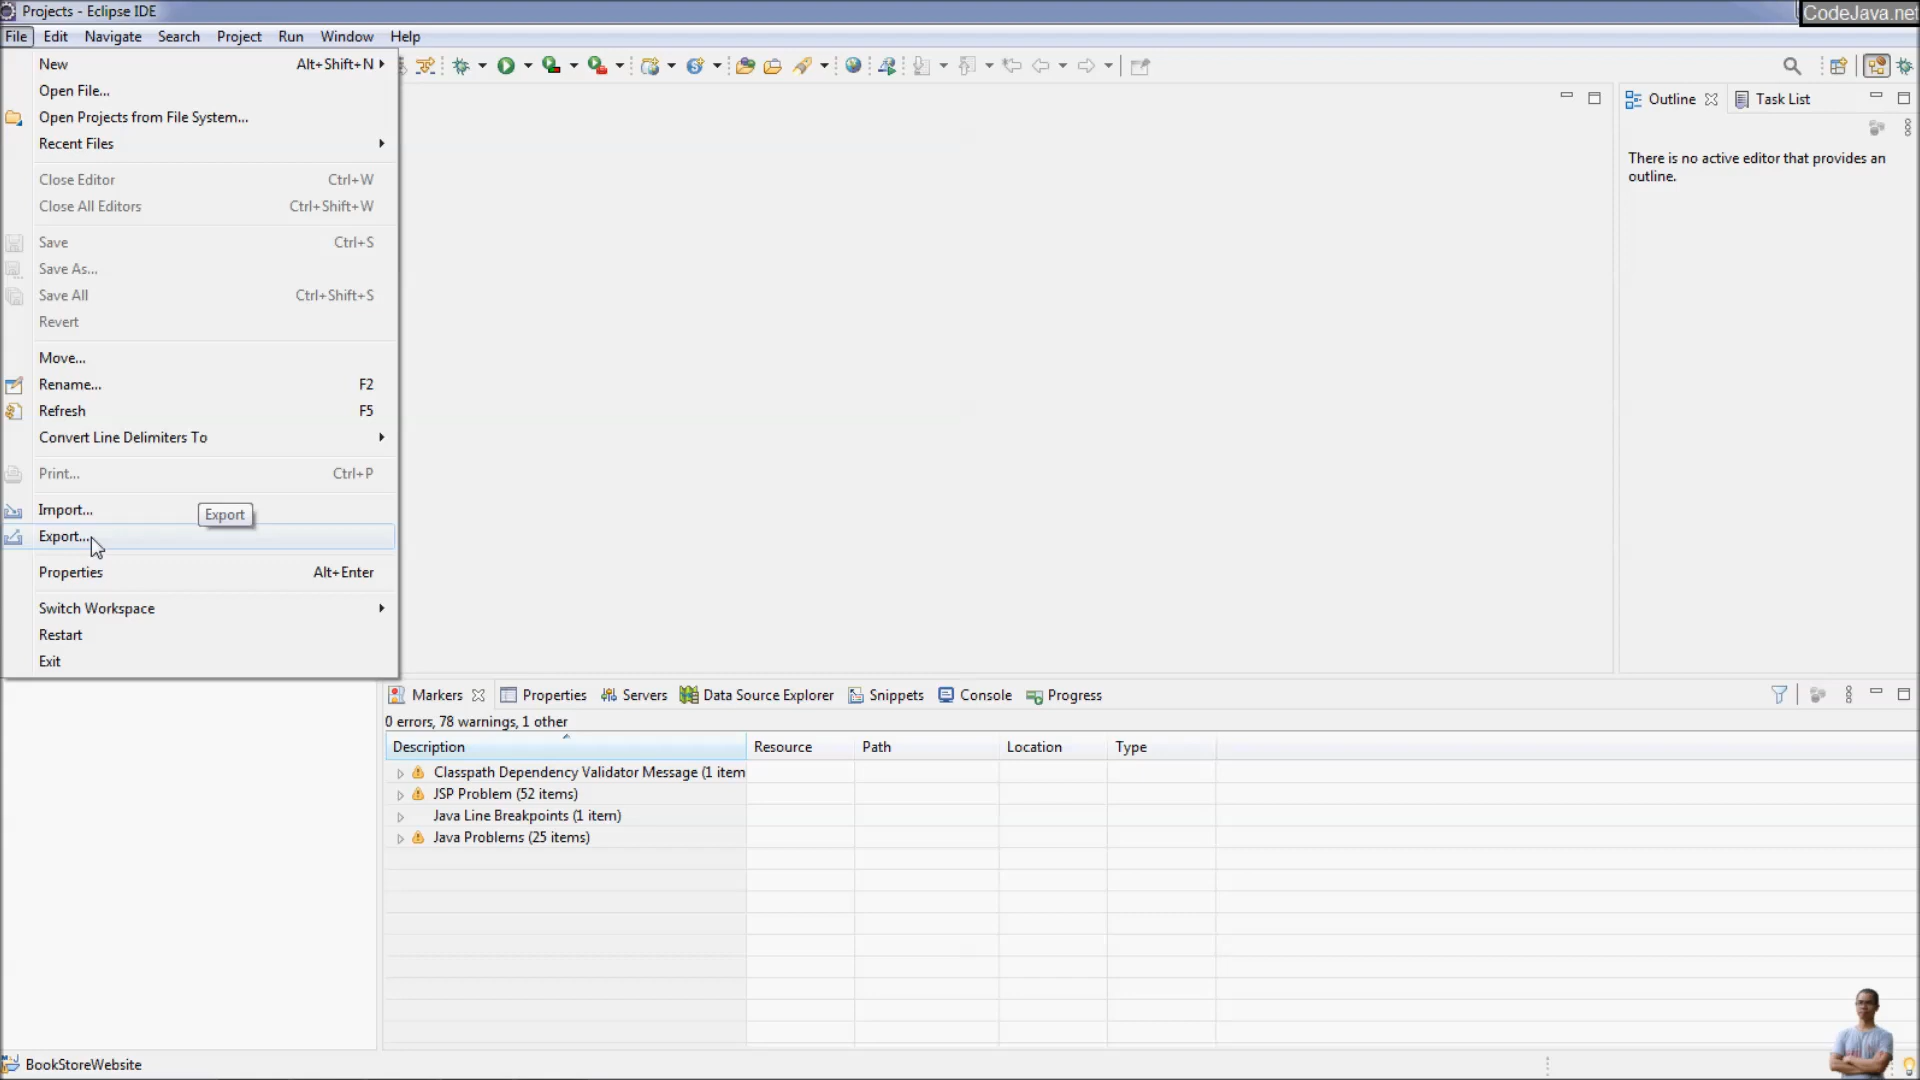 Projects - Eclipse IDE
CodeJava.net
File Edit Navigate Search Project Run Window Help
New Alt+Shift+N
Open File...
Open Projects from File System...
Recent Files
Close Editor Ctrl+W
Close All Editors Ctrl+Shift+W
Save Ctrl+S
Save As...
Save All Ctrl+Shift+S
Revert
Move...
Rename... F2
Refresh F5
Convert Line Delimiters To
Print... Ctrl+P
Import...
Export
Export...
Properties Alt+Enter
Switch Workspace
Restart
Exit
Outline Task List
There is no active editor that provides an
outline.
Markers Properties Servers Data Source Explorer Snippets Console Progress
0 errors, 78 warnings, 1 other
Description Resource Path Location Type
Classpath Dependency Validator Message (1 item
JSP Problem (52 items)
Java Line Breakpoints (1 item)
Java Problems (25 items)
BookStoreWebsite